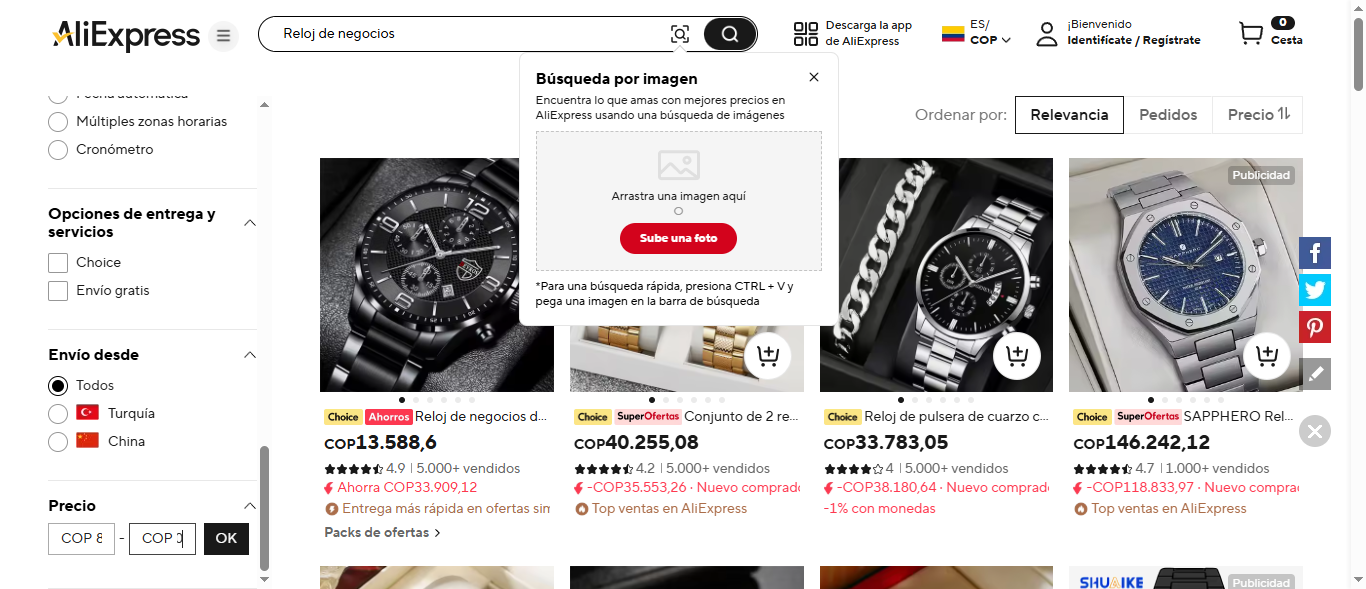 AliExpress
Reloj de negocios
Descarga la app
de AliExpress
ES/
COP
¡Bienvenido
Identifícate / Regístrate
0
Cesta
Búsqueda por imagen
Encuentra lo que amas con mejores precios en
AliExpress usando una búsqueda de imágenes
Arrastra una imagen aquí
O
Sube una foto
*Para una búsqueda rápida, presiona CTRL + V y
pega una imagen en la barra de búsqueda
Fecha automática
Múltiples zonas horarias
Cronómetro
Opciones de entrega y
servicios
Choice
Envío gratis
Envío desde
Todos
Turquía
China
Precio
COP 8 - COP 0 OK
Ordenar por: Relevancia Pedidos Precio
Choice Ahorros Reloj de negocios d...
COP13.588,6
4.9 | 5.000+ vendidos
Ahorra COP33.909,12
Entrega más rápida en ofertas sim
Packs de ofertas >
Choice SuperOfertas Conjunto de 2 re...
COP40.255,08
4.2 | 5.000+ vendidos
-COP35.553,26 · Nuevo comprado
Top ventas en AliExpress
Choice Reloj de pulsera de cuarzo c...
COP33.783,05
4 | 5.000+ vendidos
-COP38.180,64 · Nuevo comprad
-1% con monedas
Publicidad
SAPPHERO
Choice SuperOfertas SAPPHERO Rel...
COP146.242,12
4.7 | 1.000+ vendidos
-COP118.833,97 · Nuevo compra
Top ventas en AliExpress
SHUAIKE
Publicidad